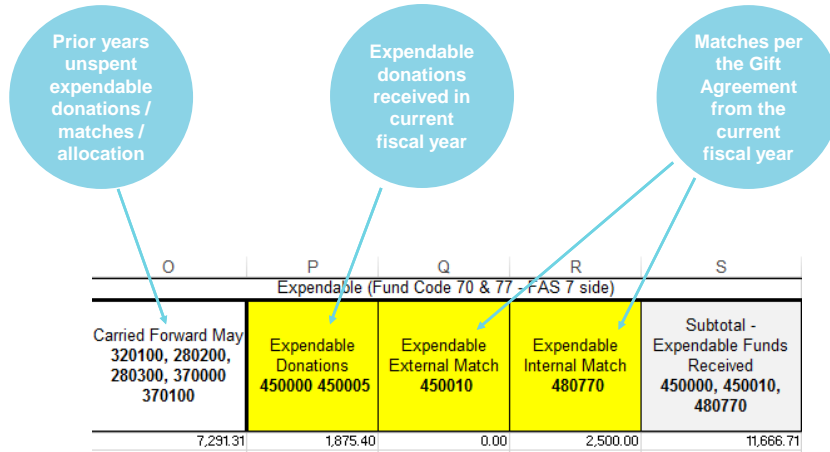 Prior years
unspent
expendable
donations /
matches /
allocation
Expendable
donations
received in
current
fiscal year
Matches per
the Gift
Agreement
from the
current
fiscal year
O P Q R S
Expendable (Fund Code 70 & 77 - FAS 7 side)
Carried Forward May
320100, 280200,
280300, 370000
370100
Expendable
Donations
450000 450005
Expendable
External Match
450010
Expendable
Internal Match
480770
Subtotal -
Expendable Funds
Received
450000, 450010,
480770
7,291.31 1,875.40 0.00 2,500.00 11,666.71